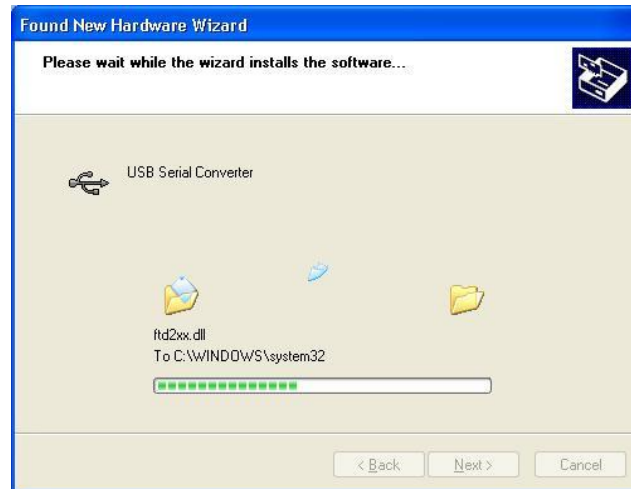 Found New Hardware Wizard
Please wait while the wizard installs the software...
USB Serial Converter
ftd2xx.dll
To C:\WINDOWS\system32
< Back
Next >
Cancel